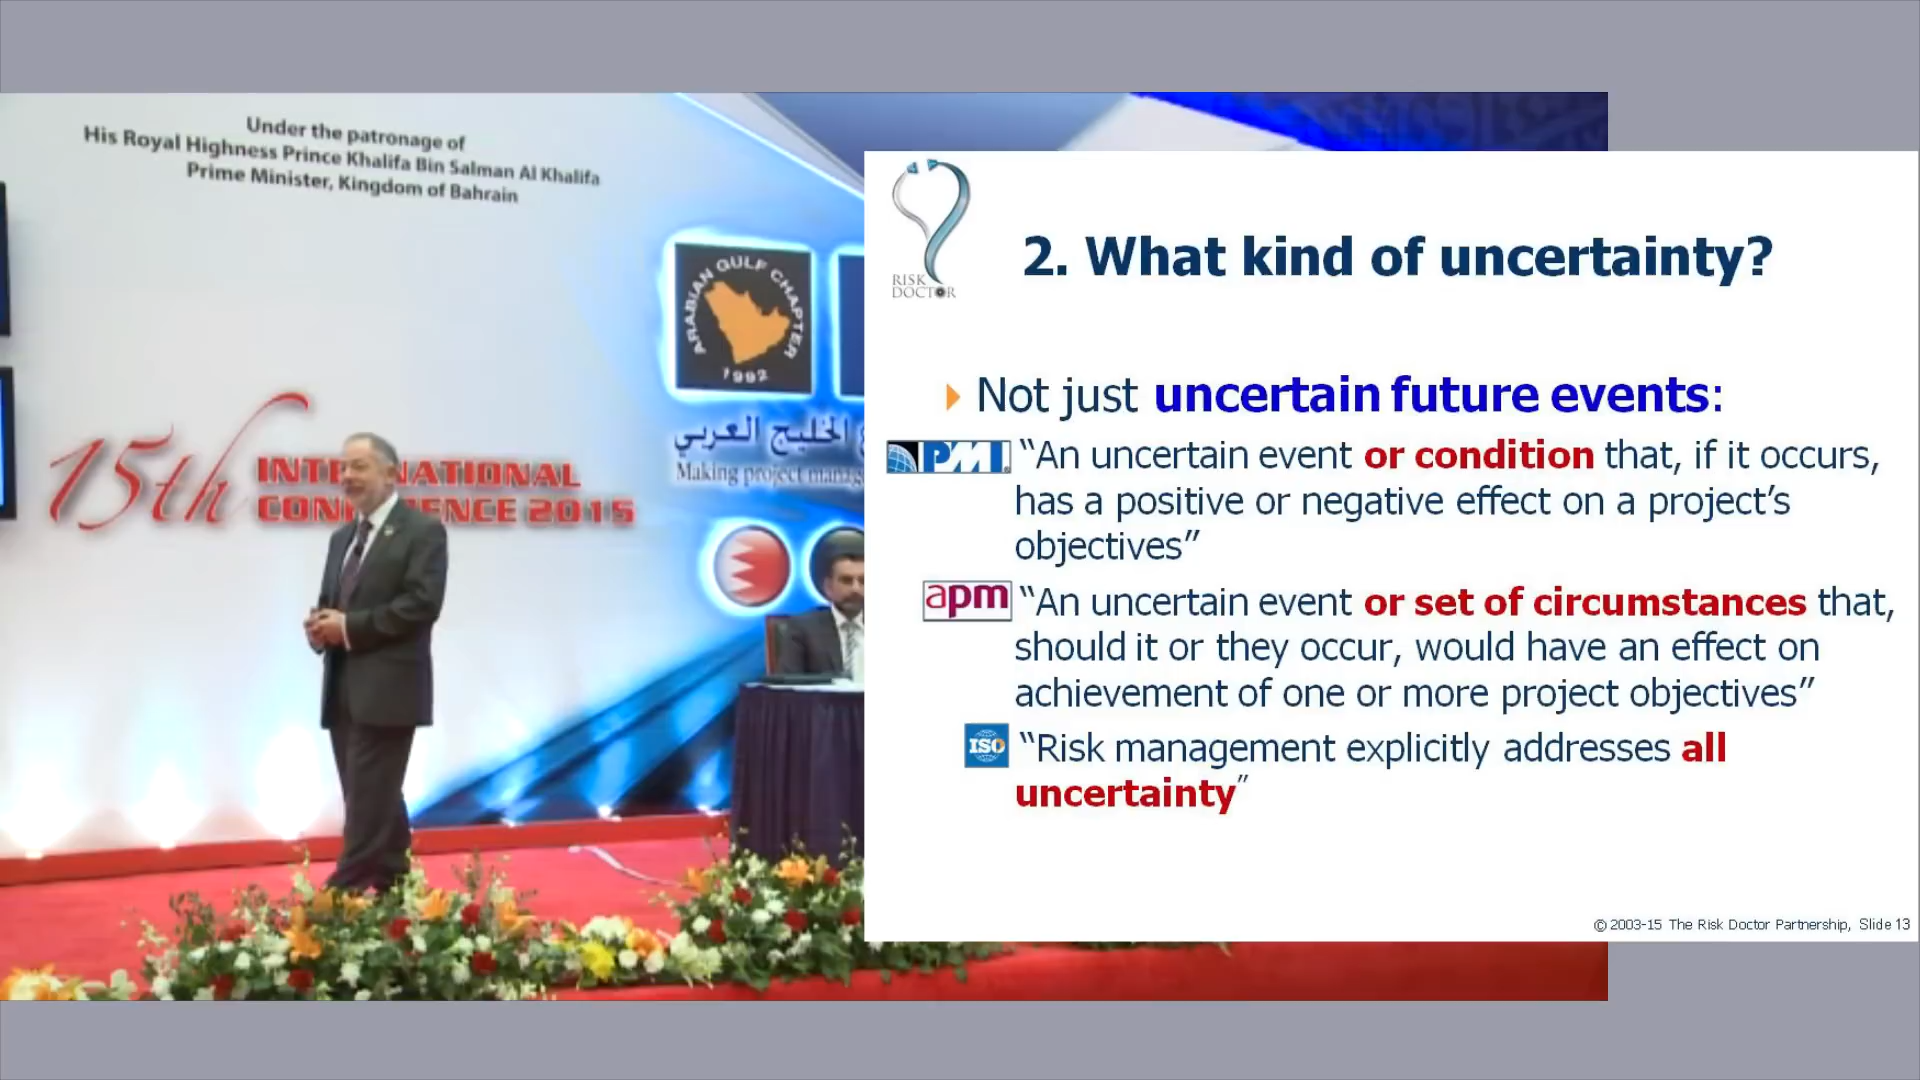 Under the patronage of
His Royal Highness Prince Khalifa Bin Salman Al Khalifa
Prime Minister, Kingdom of Bahrain
15th INTERNATIONAL
CONFERENCE 2015
ARABIAN GULF CHAPTER
1992
الخليج العربي
Making project
RISK
DOCTOR
2. What kind of uncertainty?
Not just uncertain future events:
PMI “An uncertain event or condition that, if it occurs,
has a positive or negative effect on a project’s
objectives”
apm “An uncertain event or set of circumstances that,
should it or they occur, would have an effect on
achievement of one or more project objectives”
ISO “Risk management explicitly addresses all
uncertainty”
© 2003-15 The Risk Doctor Partnership, Slide 13